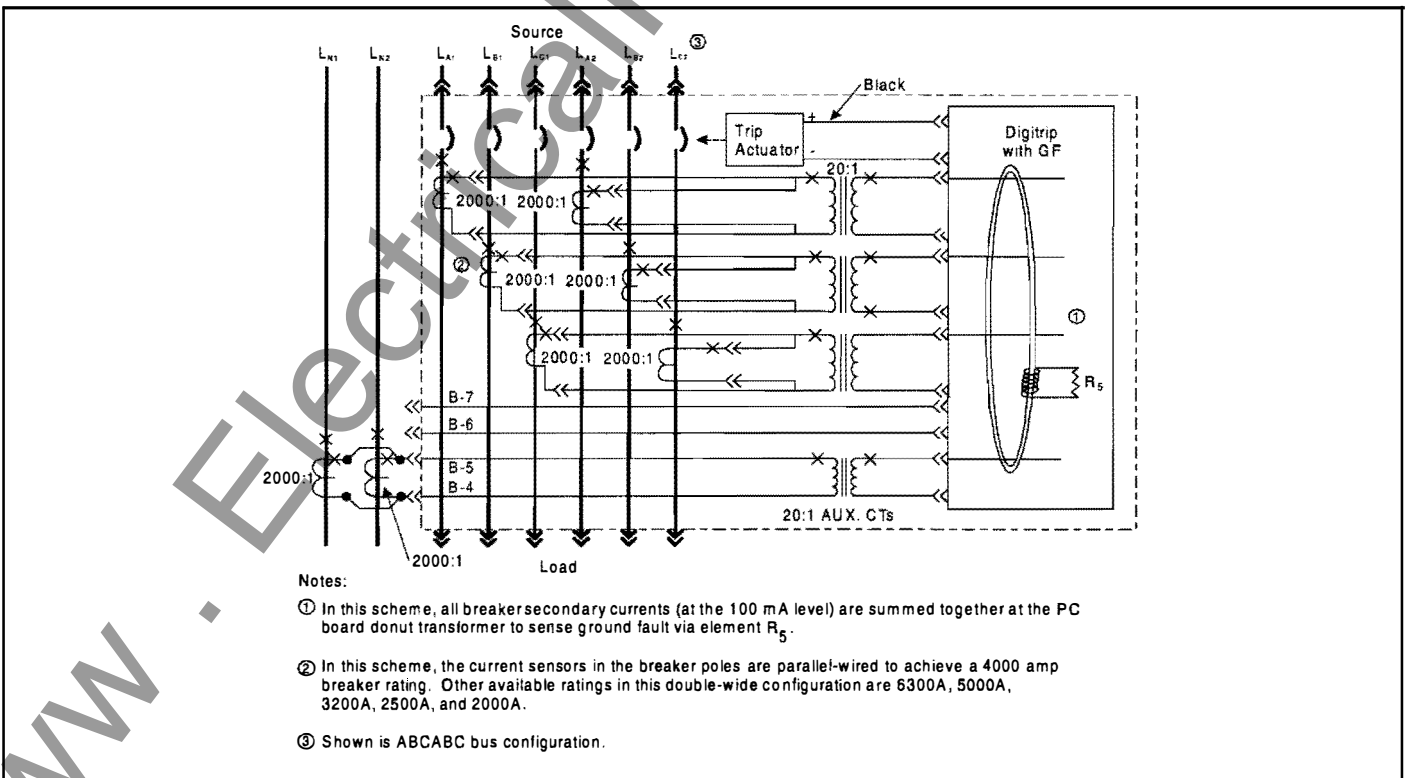 Source
L_N1 L_N2 L_A1 L_B1 L_C1 L_A2 L_B2 L_C2 ③
Black
Trip
Actuator
+
-
Digitrip
with GF
20:1
2000:1 2000:1
② 2000:1 2000:1
①
2000:1 2000:1
R5
B-7
B-6
2000:1
B-5
B-4
20:1 AUX. CTs
2000:1
Load
Notes:
① In this scheme, all breaker secondary currents (at the 100 mA level) are summed together at the PC
board donut transformer to sense ground fault via element R5.
② In this scheme, the current sensors in the breaker poles are parallel-wired to achieve a 4000 amp
breaker rating. Other available ratings in this double-wide configuration are 6300A, 5000A,
3200A, 2500A, and 2000A.
③ Shown is ABCABC bus configuration.
w . Electrical